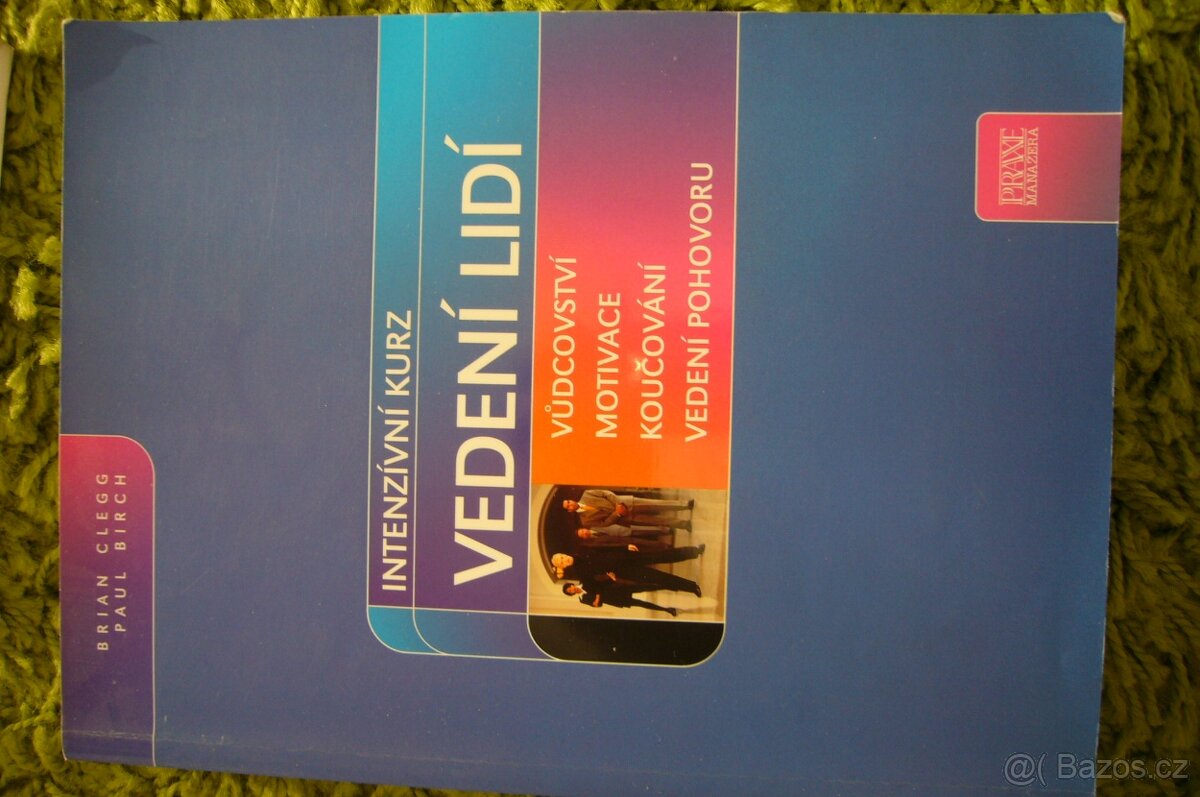 BRIAN CLEGG
PAUL BIRCH
INTENZÍVNÍ KURZ
VEDENÍ LIDÍ
VŮDCOVSTVÍ
MOTIVACE
KOUČOVÁNÍ
VEDENÍ POHOVORU
PRAXE
MANAŽERA
@( Bazos.cz